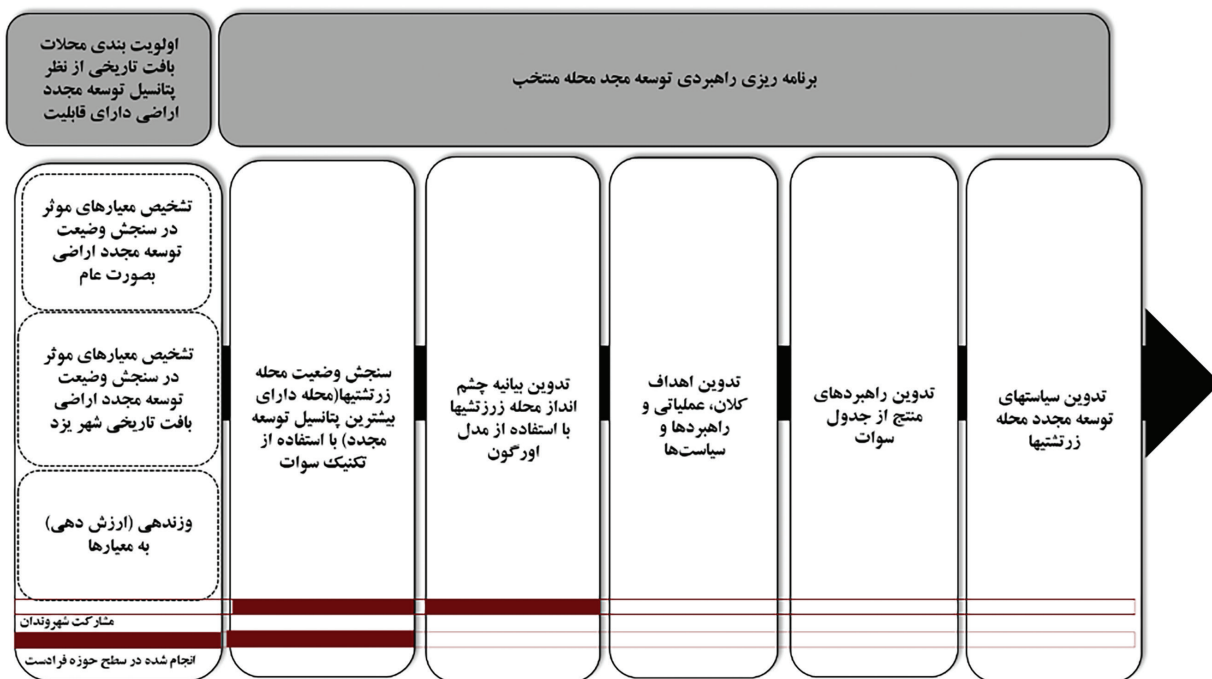 اولویت بندی محلات
بافت تاریخی از نظر
پتانسیل توسعه مجدد
اراضی دارای قابلیت
برنامه ریزی راهبردی توسعه مجد محله منتخب
تشخیص معیارهای موثر
در سنجش وضیعت
توسعه مجدد اراضی
بصورت عام
تشخیص معیارهای موثر
در سنجش وضیعت
توسعه مجدد اراضی
بافت تاریخی شهر یزد
وزندهی (ارزش دهی)
به معیارها
سنجش وضعیت محله
زرتشتیها(محله دارای
بیشترین پتانسیل توسعه
مجدد) با استفاده از
تکنیک سوات
تدوین بیانیه چشم
انداز محله زرزتشیها
با استفاده از مدل
اورگون
تدوین اهداف
کلان، عملیاتی و
راهبردها و
سیاست‌ها
تدوین راهبردهای
منتج از جدول
سوات
تدوین سیاستهای
توسعه مجدد محله
زرتشتیها
مشارکت شهروندان
انجام شده در سطح حوزه فرادست